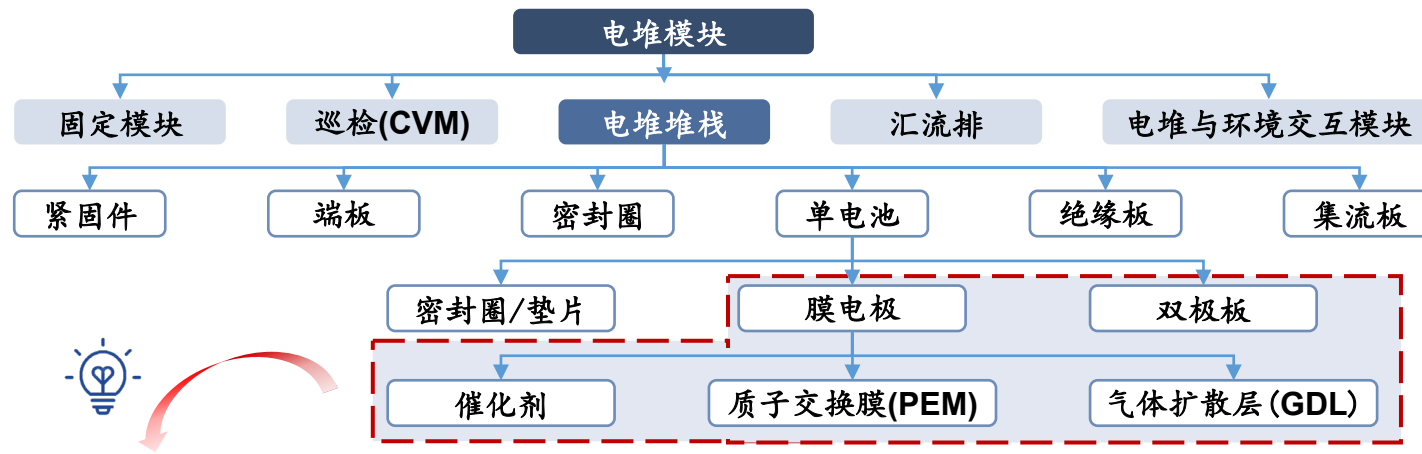 电堆模块
固定模块
巡检(CVM)
电堆堆栈
汇流排
电堆与环境交互模块
紧固件
端板
密封圈
单电池
绝缘板
集流板
密封圈/垫片
膜电极
双极板
催化剂
质子交换膜(PEM)
气体扩散层(GDL)